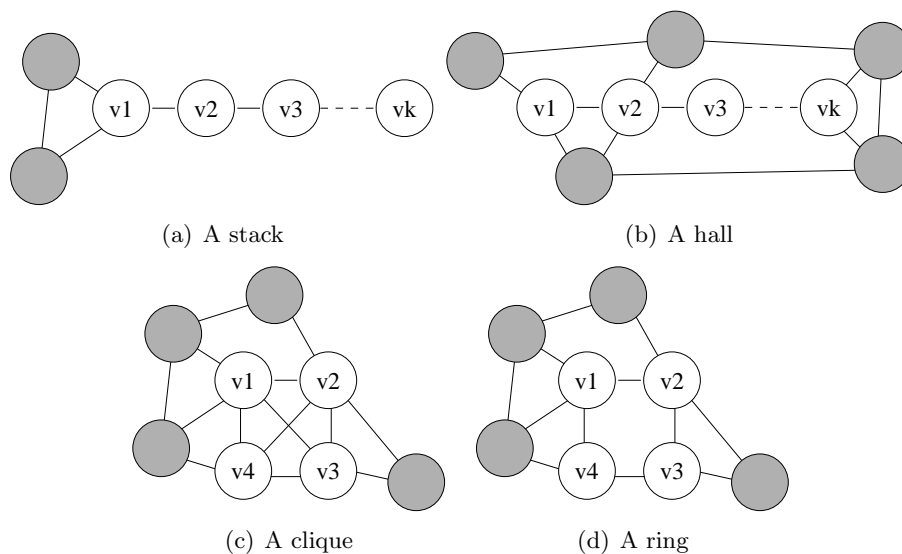 v1 v2 v3 vk
v1 v2 v3 vk
(a) A stack
(b) A hall
v1 v2
v4 v3
v1 v2
v4 v3
(c) A clique
(d) A ring